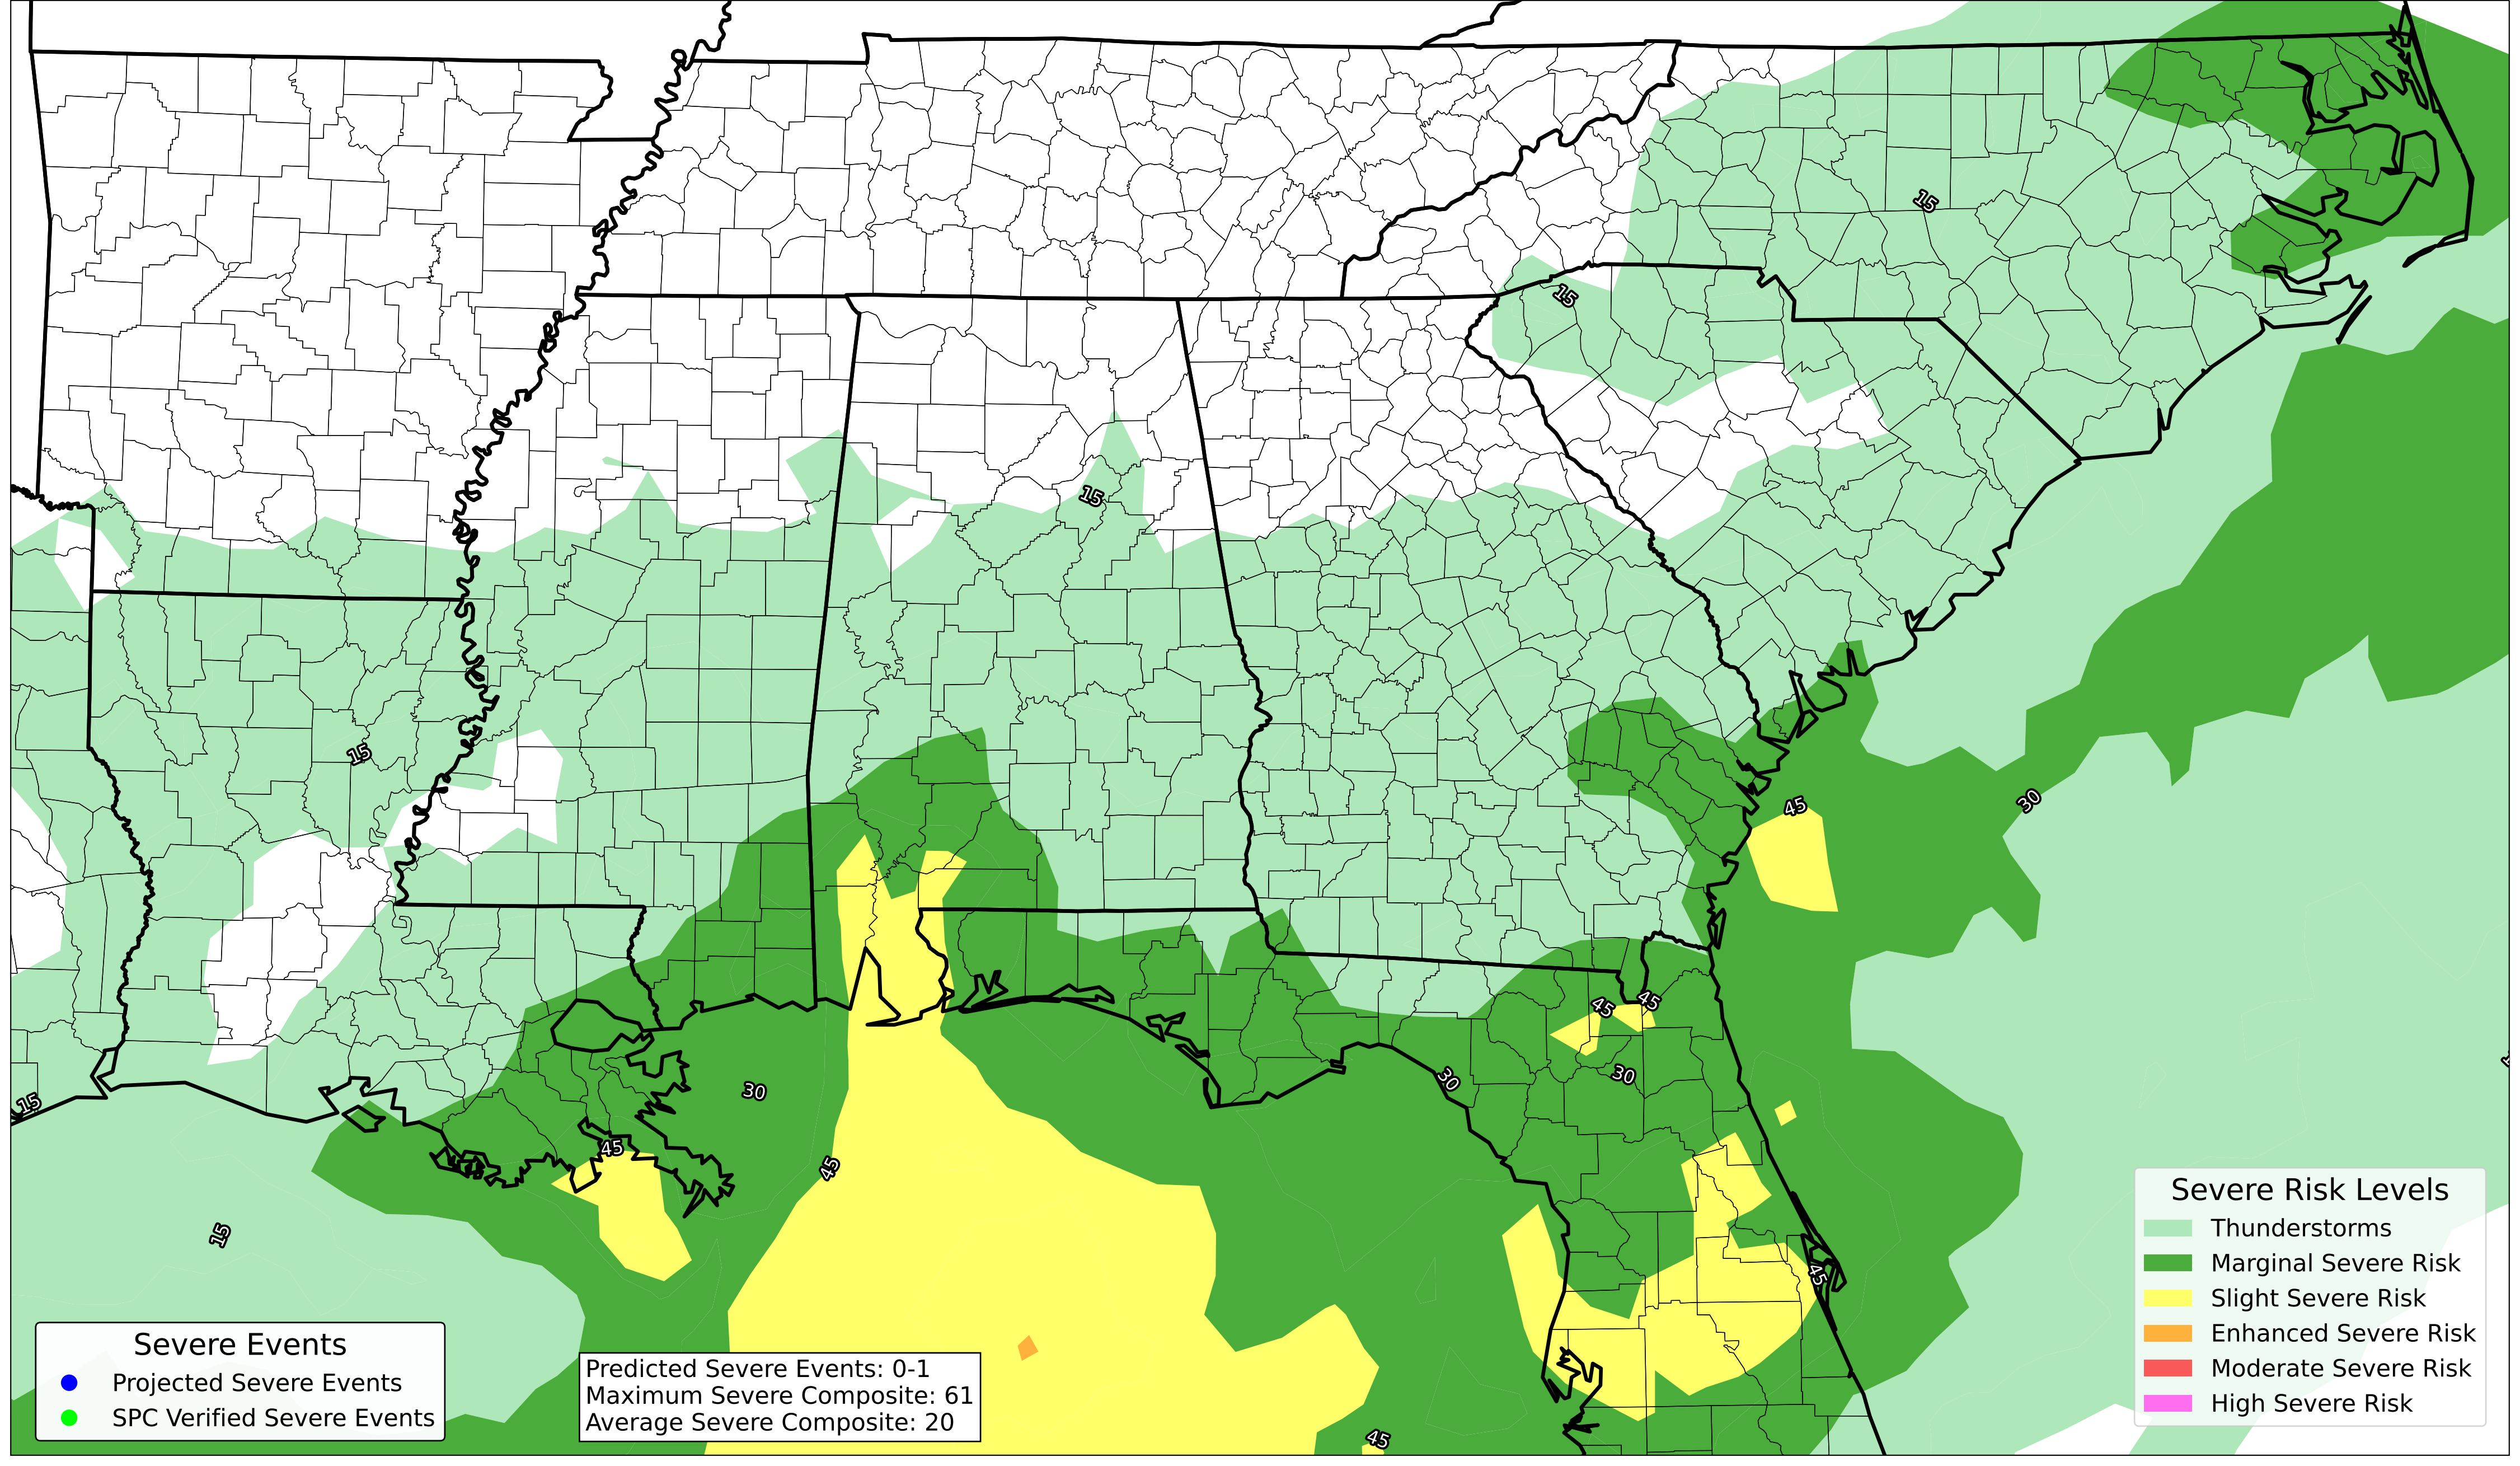 15
15
15
15
45
30
45
45
30
30
30
15
45
45
15
45
45
Severe Risk Levels
Thunderstorms
Marginal Severe Risk
Slight Severe Risk
Enhanced Severe Risk
Moderate Severe Risk
High Severe Risk
Severe Events
Projected Severe Events
SPC Verified Severe Events
Predicted Severe Events: 0-1
Maximum Severe Composite: 61
Average Severe Composite: 20